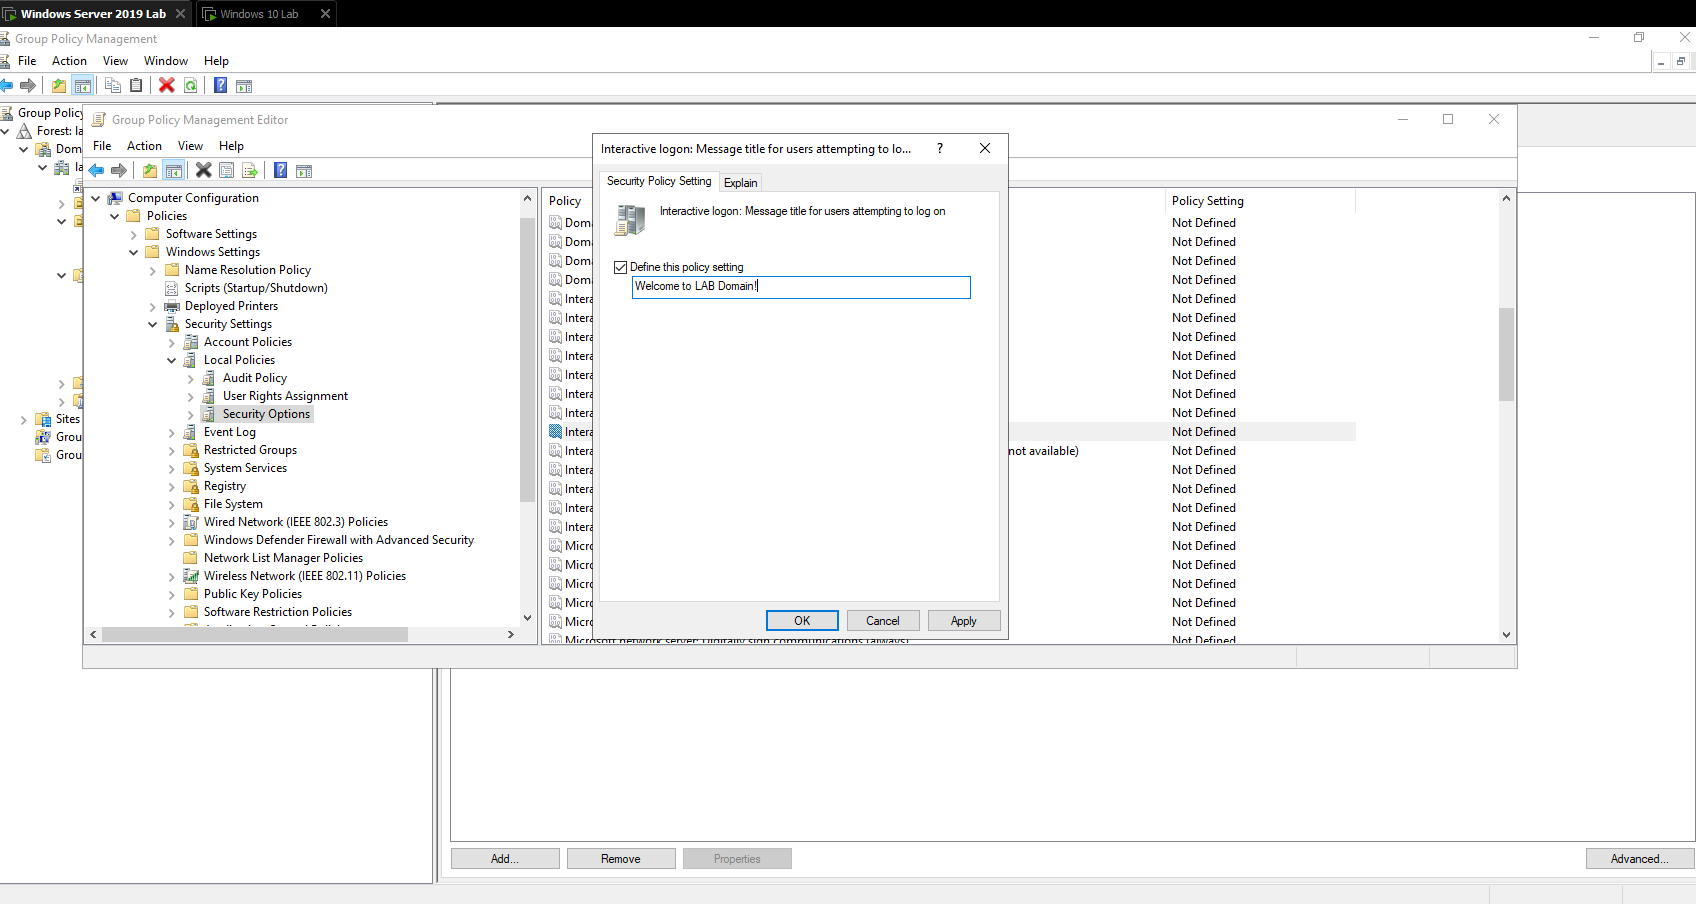 Windows Server 2019 Lab
Windows 10 Lab
Group Policy Management
File Action View Window Help
Group Policy
Forest: la
Dom
la
Sites
Grou
Grou
Group Policy Management Editor
File Action View Help
Computer Configuration
Policies
Software Settings
Windows Settings
Name Resolution Policy
Scripts (Startup/Shutdown)
Deployed Printers
Security Settings
Account Policies
Local Policies
Audit Policy
User Rights Assignment
Security Options
Event Log
Restricted Groups
System Services
Registry
File System
Wired Network (IEEE 802.3) Policies
Windows Defender Firewall with Advanced Security
Network List Manager Policies
Wireless Network (IEEE 802.11) Policies
Public Key Policies
Software Restriction Policies
Policy Policy Setting
Doma Not Defined
Doma Not Defined
Doma Not Defined
Doma Not Defined
Intera Not Defined
Intera Not Defined
Intera Not Defined
Intera Not Defined
Intera Not Defined
Intera Not Defined
Intera Not Defined
Intera Not Defined
Intera not available) Not Defined
Intera Not Defined
Intera Not Defined
Intera Not Defined
Intera Not Defined
Micro Not Defined
Micro Not Defined
Micro Not Defined
Micro Not Defined
Micro Not Defined
Microsoft network server: Digitally sign communications (always) Not Defined
Interactive logon: Message title for users attempting to lo... ?
Security Policy Setting Explain
Interactive logon: Message title for users attempting to log on
Define this policy setting
Welcome to LAB Domain!
OK Cancel Apply
Add... Remove Properties Advanced...